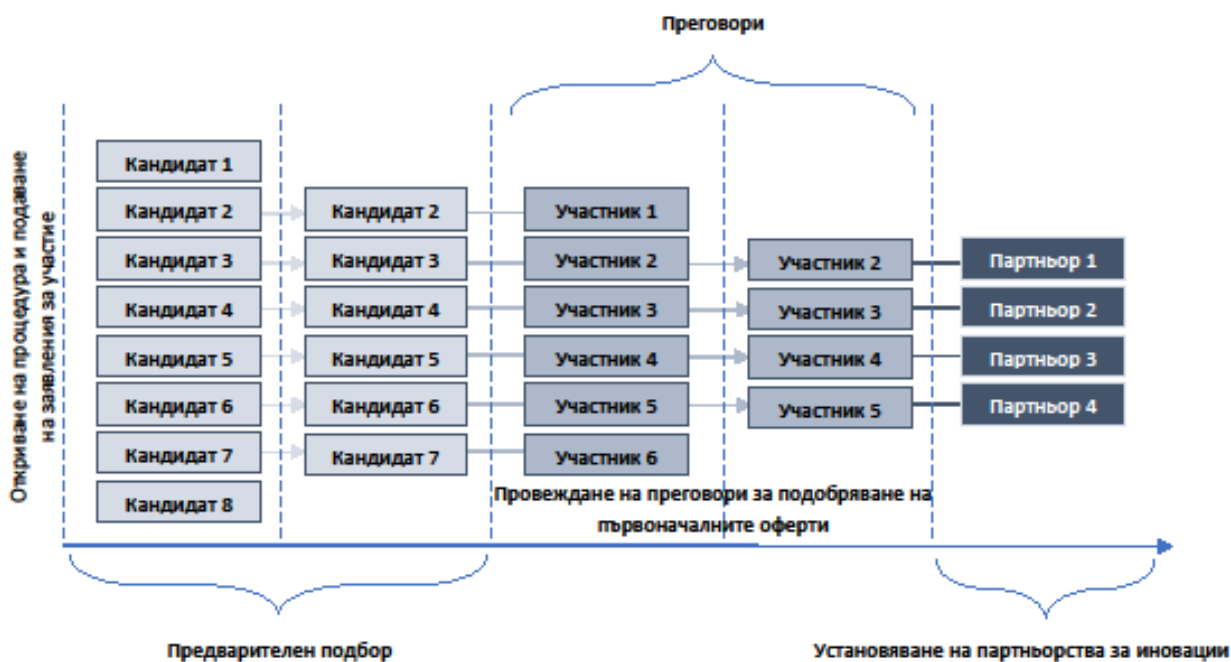 Преговори
Откриване на процедура и подаване
на заявления за участие
Кандидат 1
Кандидат 2
Кандидат 3
Кандидат 4
Кандидат 5
Кандидат 6
Кандидат 7
Кандидат 8
Кандидат 2
Кандидат 3
Кандидат 4
Кандидат 5
Кандидат 6
Кандидат 7
Участник 1
Участник 2
Участник 3
Участник 4
Участник 5
Участник 6
Участник 2
Участник 3
Участник 4
Участник 5
Партньор 1
Партньор 2
Партньор 3
Партньор 4
Провеждане на преговори за подобряване на
първоначалните оферти
Предварителен подбор
Установяване на партньорства за иновации